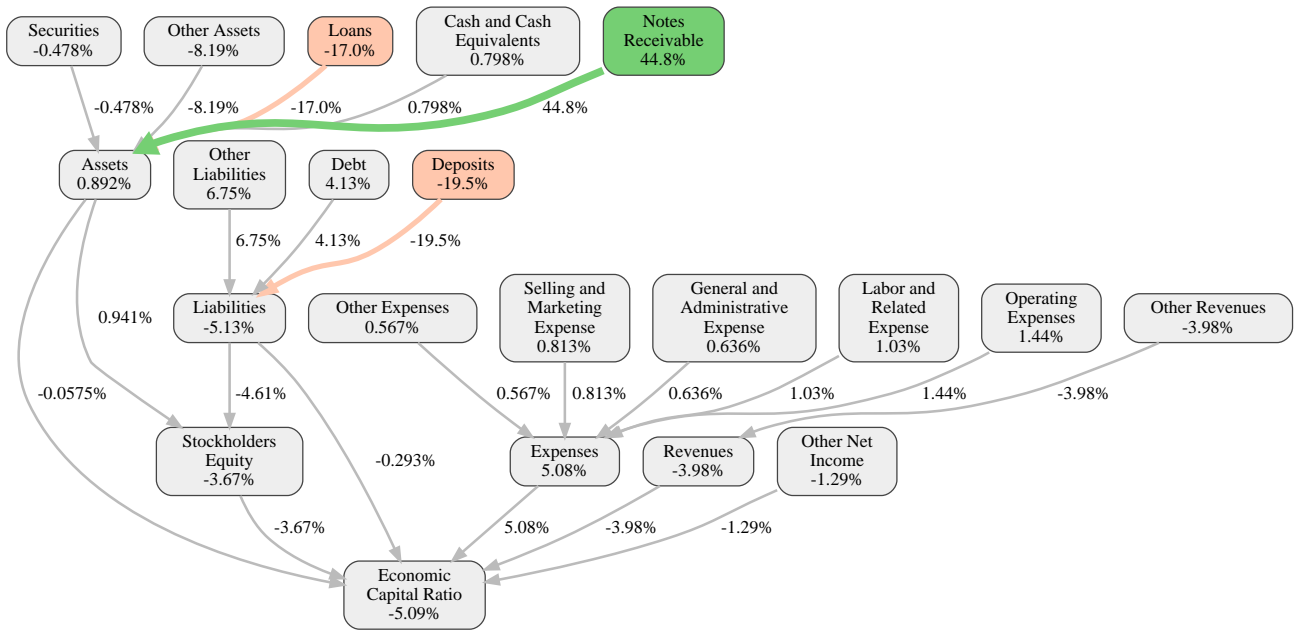 Securities
-0.478%
Other Assets
-8.19%
Loans
-17.0%
Cash and Cash
Equivalents
0.798%
Notes
Receivable
44.8%
-0.478%
-8.19%
-17.0%
0.798%
44.8%
Assets
0.892%
Other
Liabilities
6.75%
Debt
4.13%
Deposits
-19.5%
6.75%
4.13%
-19.5%
0.941%
Liabilities
-5.13%
Other Expenses
0.567%
Selling and
Marketing
Expense
0.813%
General and
Administrative
Expense
0.636%
Labor and
Related
Expense
1.03%
Operating
Expenses
1.44%
Other Revenues
-3.98%
-0.0575%
-4.61%
0.567%
0.813%
0.636%
1.03%
1.44%
-3.98%
Stockholders
Equity
-3.67%
-0.293%
Expenses
5.08%
Revenues
-3.98%
Other Net
Income
-1.29%
-3.67%
5.08%
-3.98%
-1.29%
Economic
Capital Ratio
-5.09%